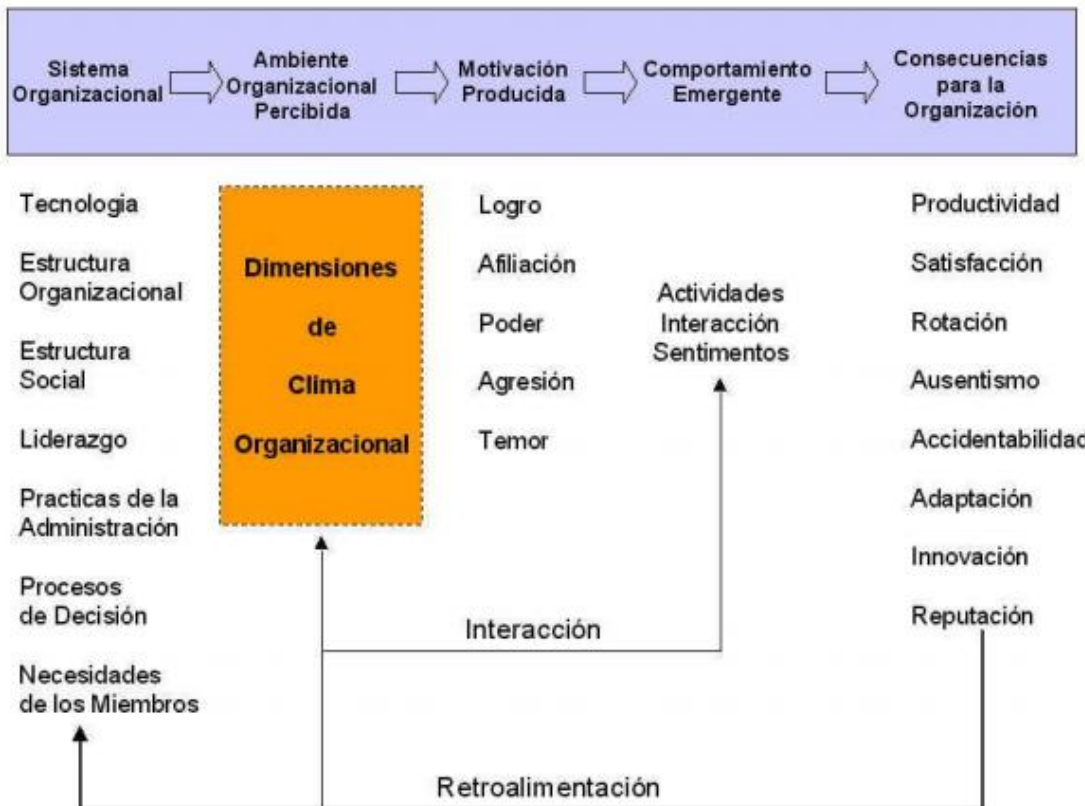 Sistema
Organizacional
Ambiente
Organizacional
Percibida
Motivación
Producida
Comportamiento
Emergente
Consecuencias
para la
Organización
Tecnologia
Estructura
Organizacional
Estructura
Social
Liderazgo
Practicas de la
Administración
Procesos
de Decisión
Necesidades
de los Miembros
Dimensiones
de
Clima
Organizacional
Logro
Afiliación
Poder
Agresión
Temor
Actividades
Interacción
Sentimentos
Productividad
Satisfacción
Rotación
Ausentismo
Accidentabilidad
Adaptación
Innovación
Reputación
Interacción
Retroalimentación